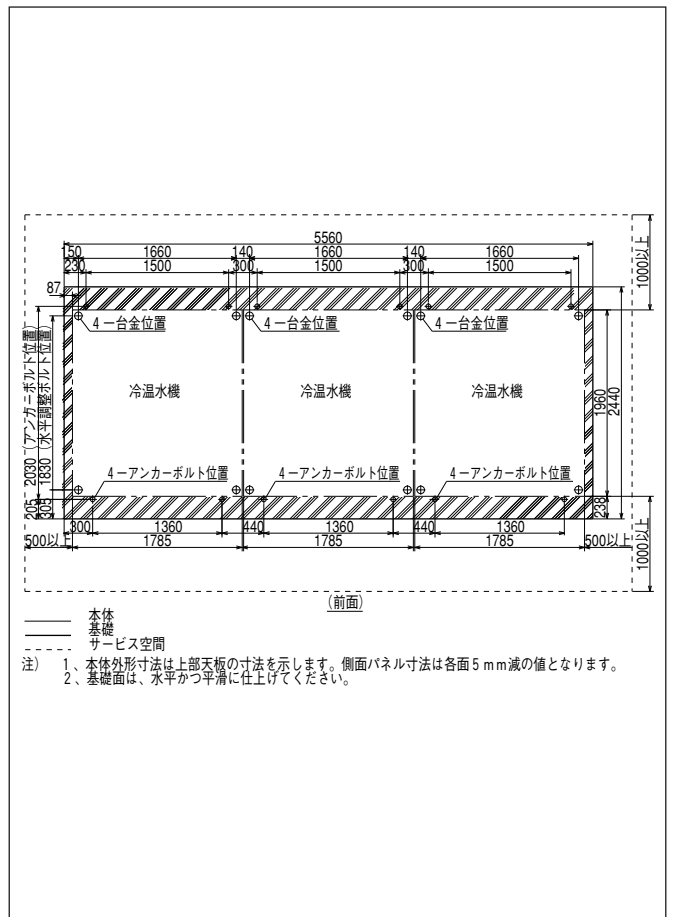 5560
150 1660 140 1660 140 1660
230 1500 300 1500 300 1500
1000以上
87
4－台金位置 4－台金位置 4－台金位置
2030（アンカーボルト位置）
1830（水平調整ボルト位置）
冷温水機 冷温水機 冷温水機
1960
2440
4－アンカーボルト位置 4－アンカーボルト位置 4－アンカーボルト位置
205
305
238
300 1360 440 1360 440 1360
500以上 1785 1785 1785 500以上
1000以上
(前面)
本体
基礎
サービス空間
注） 1、本体外形寸法は上部天板の寸法を示します。側面パネル寸法は各面5mm減の値となります。
2、基礎面は、水平かつ平滑に仕上げてください。